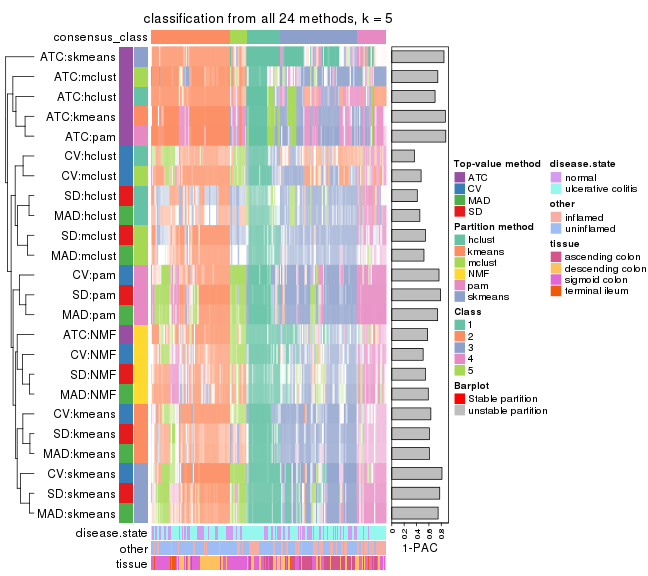 classification from all 24 methods, k = 5
consensus_class
ATC:skmeans
ATC:mclust
ATC:hclust
ATC:kmeans
ATC:pam
CV:hclust
CV:mclust
SD:hclust
MAD:hclust
SD:mclust
MAD:mclust
CV:pam
SD:pam
MAD:pam
ATC:NMF
CV:NMF
SD:NMF
MAD:NMF
CV:kmeans
SD:kmeans
MAD:kmeans
CV:skmeans
SD:skmeans
MAD:skmeans
disease.state
other
tissue
0 0.2 0.4 0.6 0.8
1-PAC
Top-value method
ATC
CV
MAD
SD
Partition method
hclust
kmeans
mclust
NMF
pam
skmeans
Class
1
2
3
4
5
Barplot
Stable partition
unstable partition
disease.state
normal
ulcerative colitis
other
inflamed
uninflamed
tissue
ascending colon
descending colon
sigmoid colon
terminal ileum